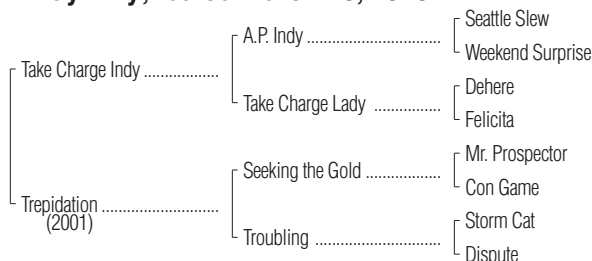 Seattle Slew
A.P. Indy ................................
Weekend Surprise
Take Charge Indy ..................
Dehere
Take Charge Lady ................
Felicita
Mr. Prospector
Seeking the Gold ..................
Con Game
Trepidation ............................
(2001)
Storm Cat
Troubling ..............................
Dispute